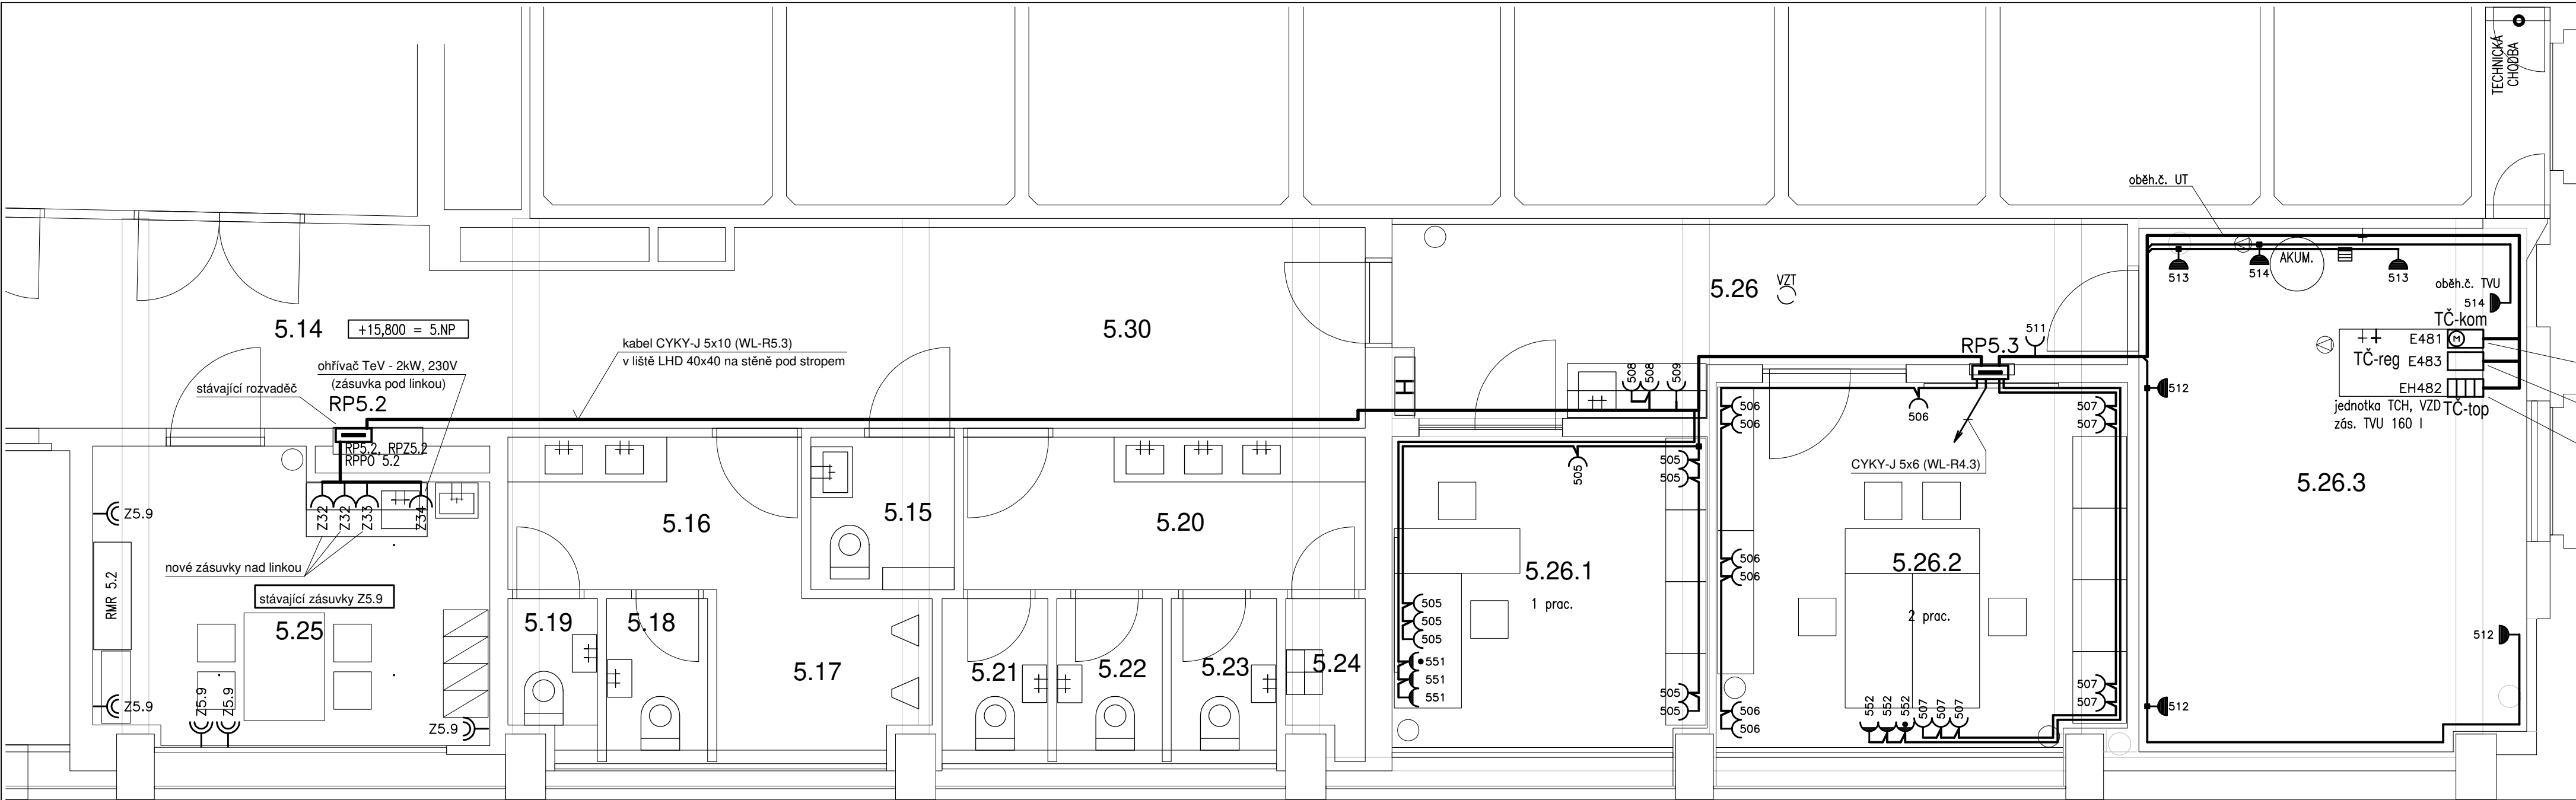 TECHNICKÁ
CHODBA
oběh.č. UT
5.14
+15,800 = 5.NP
5.30
5.26
VZT
AKUM.
513
514
513
oběh.č. TVU
514
TČ-kom
E481
M
TČ-reg
E483
EH482
TČ-top
jednotka TCH, VZD
zás. TVU 160 l
kabel CYKY-J 5x10 (WL-R5.3)
v liště LHD 40x40 na stěně pod stropem
ohřívač TeV - 2kW, 230V
(zásuvka pod linkou)
stávající rozvaděč
RP5.2
RP5.2, RPZ5.2
RPPO 5.2
RP5.3
511
H
508
508
509
512
506
506
506
507
507
505
505
505
CYKY-J 5x6 (WL-R4.3)
5.26.3
Z5.9
Z32
Z32
Z33
Z34
5.16
5.15
5.20
5.26.1
1 prac.
5.26.2
2 prac.
506
506
nové zásuvky nad linkou
RMR 5.2
stávající zásuvky Z5.9
5.25
5.19
5.18
5.17
5.21
5.22
5.23
5.24
505
505
505
551
551
551
505
505
506
506
507
507
552
552
552
507
507
507
512
512
Z5.9
Z5.9
Z5.9
Z5.9